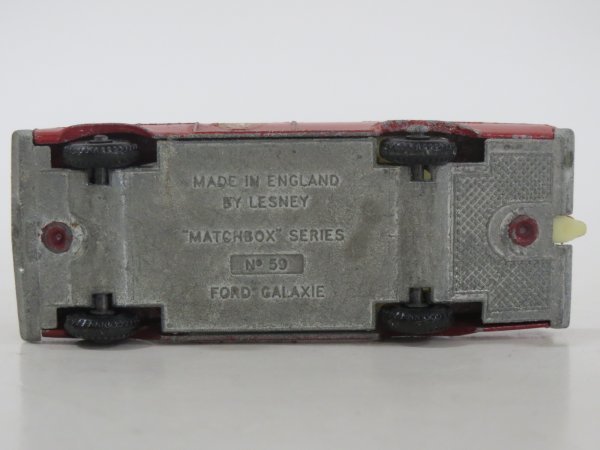 MADE IN ENGLAND
BY LESNEY
"MATCHBOX" SERIES
Nº 59
FORD GALAXIE